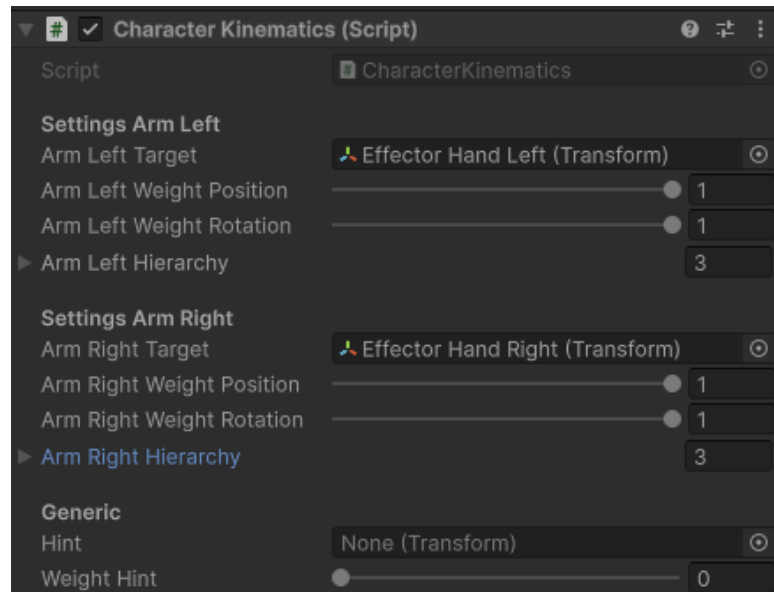 # Character Kinematics (Script)
Script # CharacterKinematics
Settings Arm Left
Arm Left Target Effector Hand Left (Transform)
Arm Left Weight Position 1
Arm Left Weight Rotation 1
Arm Left Hierarchy 3
Settings Arm Right
Arm Right Target Effector Hand Right (Transform)
Arm Right Weight Position 1
Arm Right Weight Rotation 1
Arm Right Hierarchy 3
Generic
Hint None (Transform)
Weight Hint 0